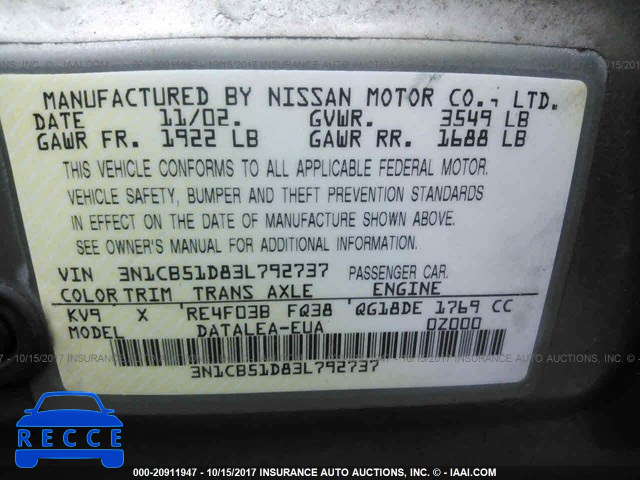 MANUFACTURED BY NISSAN MOTOR CO., LTD.
DATE 11/02. GVWR. 3549 LB
GAWR FR. 1922 LB GAWR RR. 1688 LB
THIS VEHICLE CONFORMS TO ALL APPLICABLE FEDERAL MOTOR.
VEHICLE SAFETY, BUMPER AND THEFT PREVENTION STANDARDS
IN EFFECT ON THE DATE OF MANUFACTURE SHOWN ABOVE.
SEE OWNER'S MANUAL FOR ADDITIONAL INFORMATION.
VIN 3N1CB51D83L792737 PASSENGER CAR.
COLOR TRIM TRANS AXLE ENGINE
KV9 X RE4F03B FQ38 QG18DE 1769 CC
MODEL DATALEA-EUA 0Z000
3N1CB51D83L792737
RECCE
000-20911947 - 10/15/2017 INSURANCE AUTO AUCTIONS, INC. - © - IAAI.COM